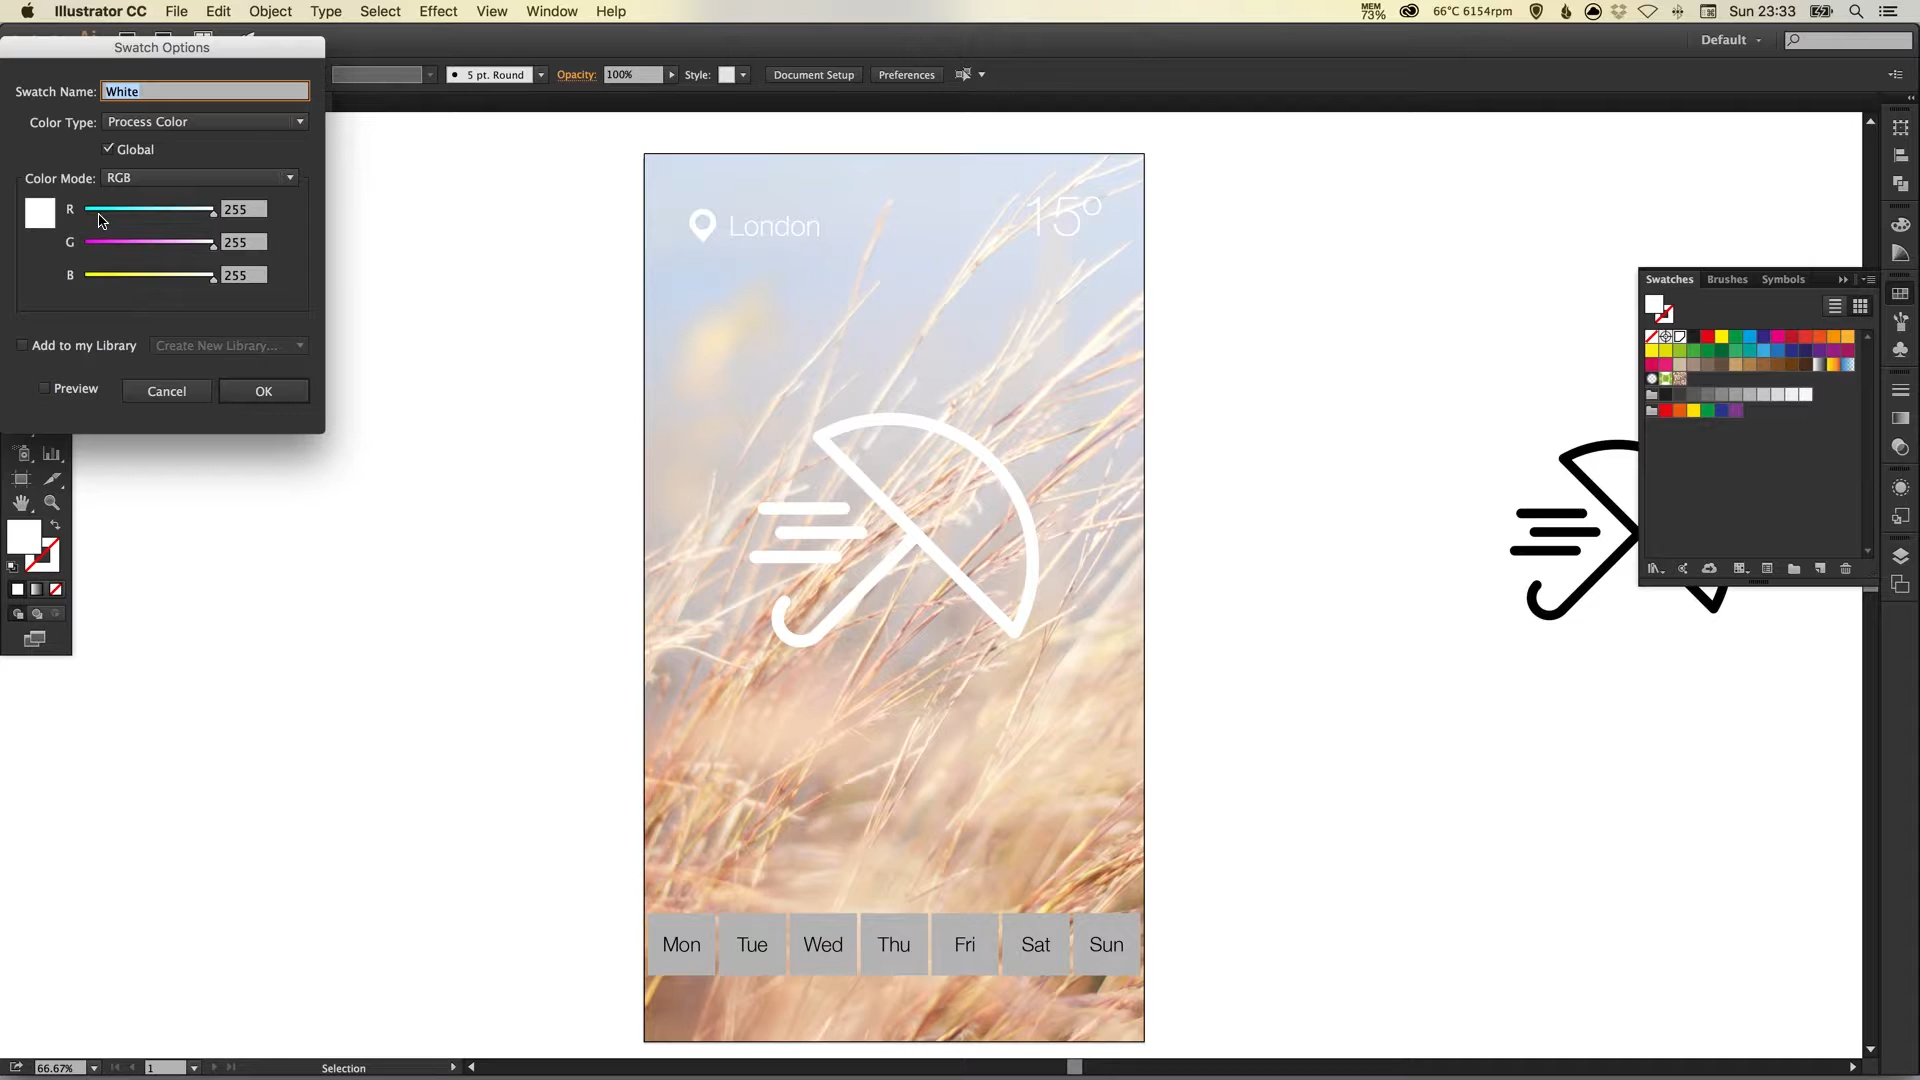 Illustrator CC File Edit Object Type Select Effect View Window Help
MEM 73% 66°C 6154rpm Sun 23:33
Default
Swatch Options
5 pt. Round Opacity: 100% Style: Document Setup Preferences
Swatch Name: White
Color Type: Process Color
Global
Color Mode: RGB
R 255
G 255
B 255
Add to my Library Create New Library...
Preview Cancel OK
London 15°
Swatches Brushes Symbols
Mon Tue Wed Thu Fri Sat Sun
66.67% 1 Selection